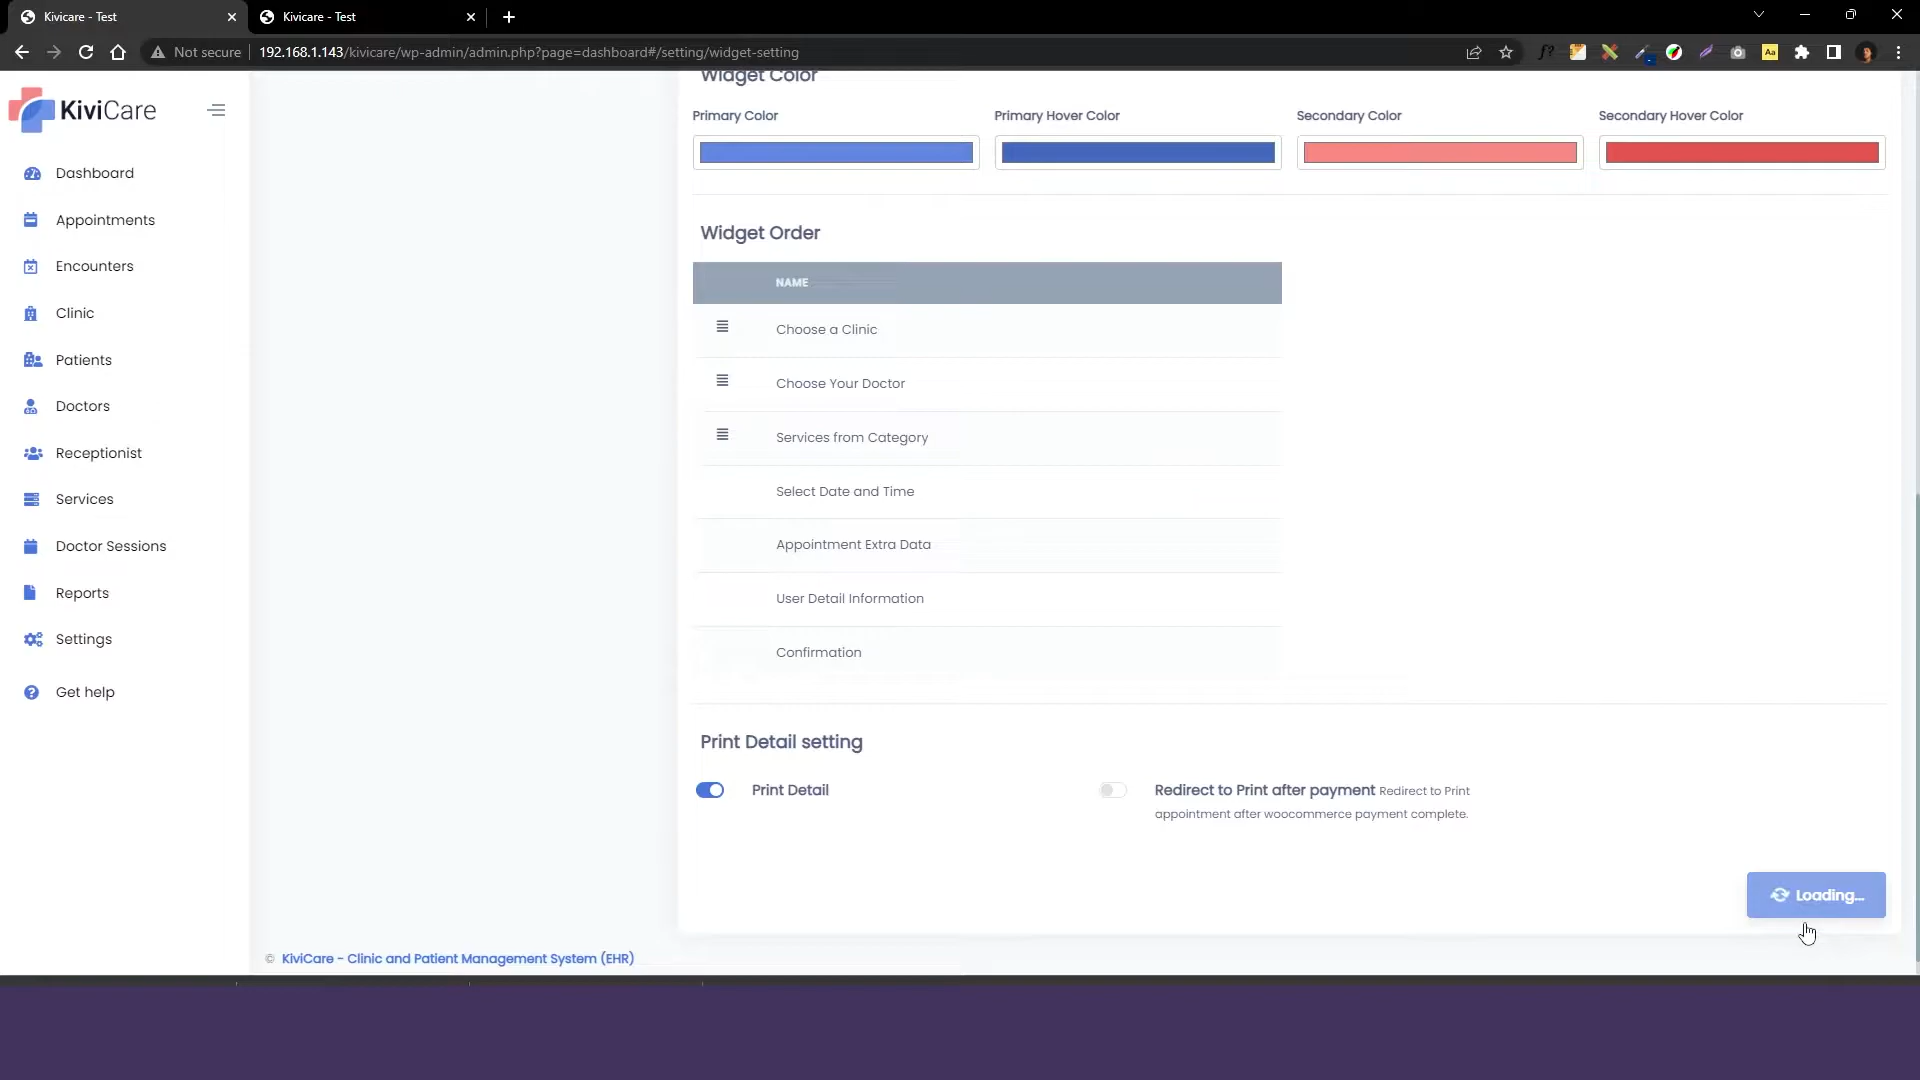 Kivicare - Test
Kivicare - Test
Not secure
192.168.1.143/kivicare/wp-admin/admin.php?page=dashboard#/setting/widget-setting
f?
Aa
KiviCare
Dashboard
Appointments
Encounters
Clinic
Patients
Doctors
Receptionist
Services
Doctor Sessions
Reports
Settings
Get help
Widget Color
Primary Color
Primary Hover Color
Secondary Color
Secondary Hover Color
Widget Order
NAME
Choose a Clinic
Choose Your Doctor
Services from Category
Select Date and Time
Appointment Extra Data
User Detail Information
Confirmation
Print Detail setting
Print Detail
Redirect to Print after payment Redirect to Print
appointment after woocommerce payment complete.
Loading...
© KiviCare - Clinic and Patient Management System (EHR)